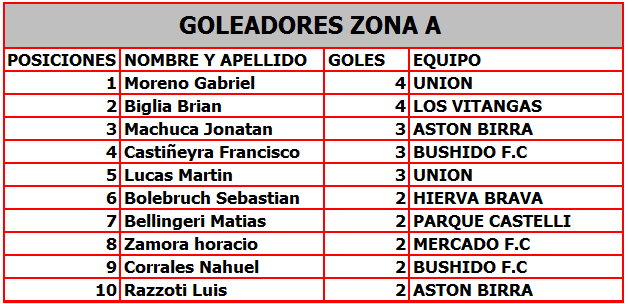 GOLEADORES ZONA A
POSICIONES NOMBRE Y APELLIDO GOLES EQUIPO
1 Moreno Gabriel 4 UNION
2 Biglia Brian 4 LOS VITANGAS
3 Machuca Jonatan 3 ASTON BIRRA
4 Castiñeyra Francisco 3 BUSHIDO F.C
5 Lucas Martin 3 UNION
6 Bolebruch Sebastian 2 HIERVA BRAVA
7 Bellingeri Matias 2 PARQUE CASTELLI
8 Zamora horacio 2 MERCADO F.C
9 Corrales Nahuel 2 BUSHIDO F.C
10 Razzoti Luis 2 ASTON BIRRA